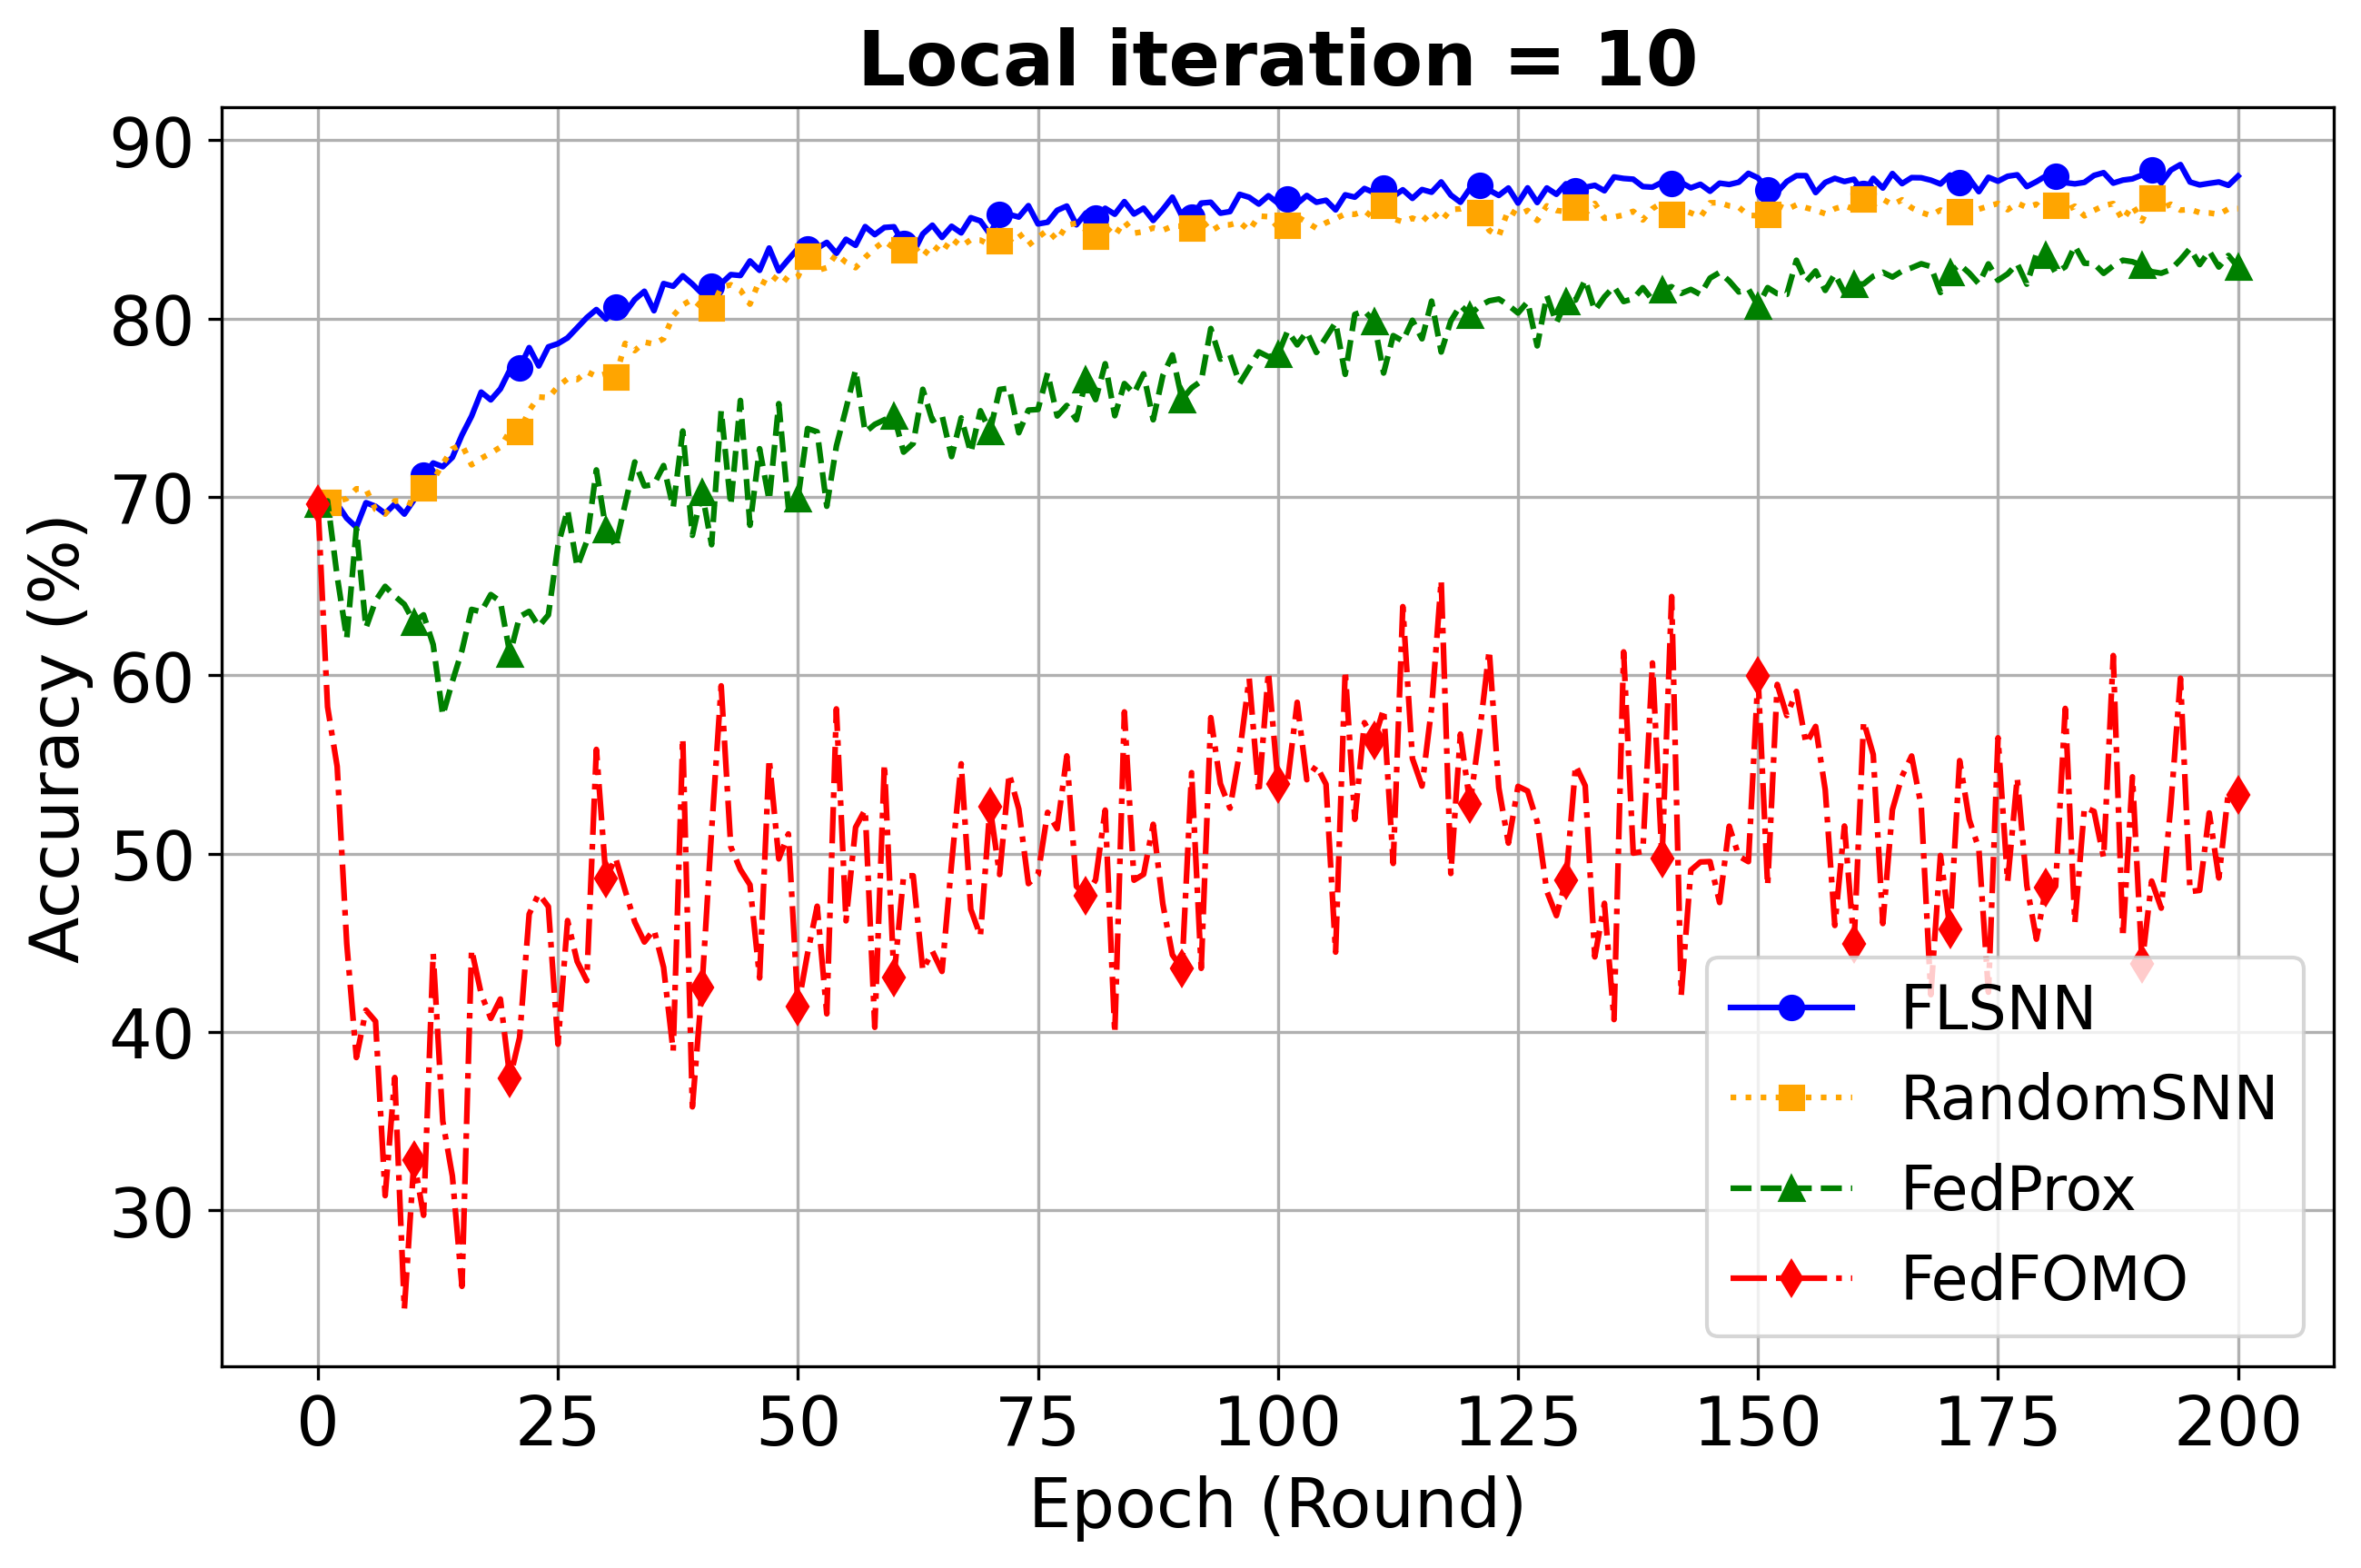 Local iteration = 10
Accuracy (%)
90
80
70
60
50
40
30
0 25 50 75 100 125 150 175 200
Epoch (Round)
FLSNN
RandomSNN
FedProx
FedFOMO